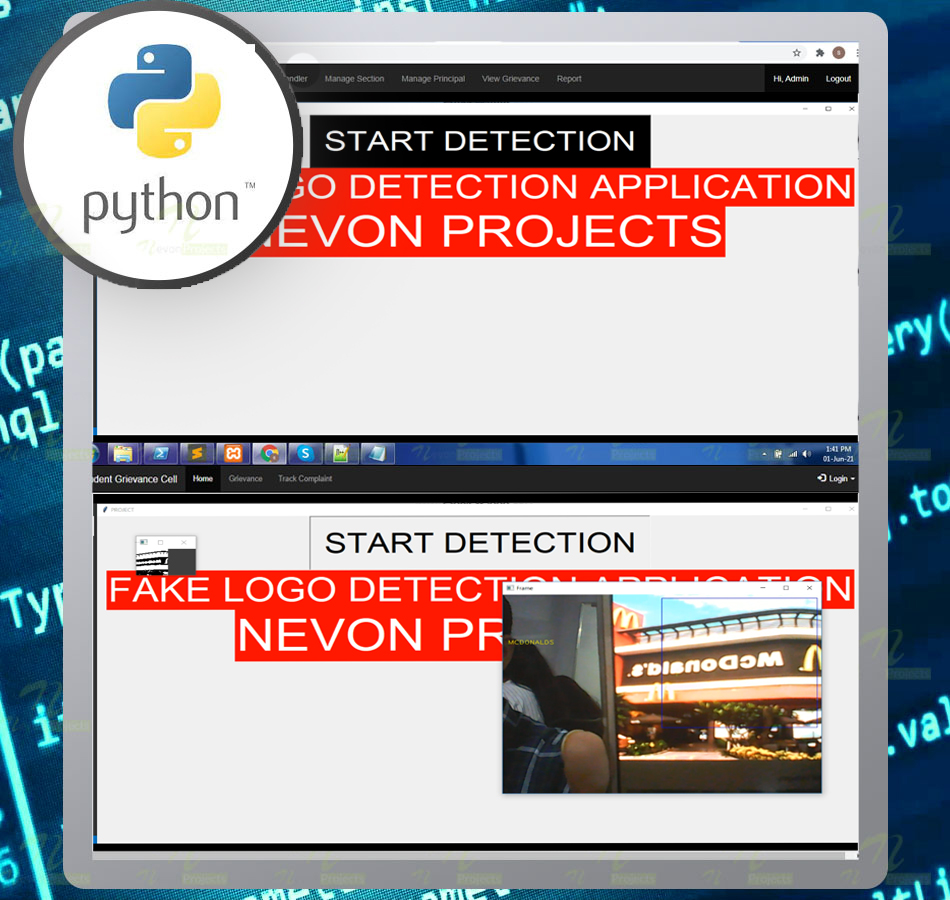 python™
Manage Section
Manage Principal
View Grievance
Report
Hi, Admin
Logout
START DETECTION
GO DETECTION APPLICATION
EVON PROJECTS
1:41 PM
01-Jun-21
dent Grievance Cell
Home
Grievance
Track Complaint
Login
PROJECT
START DETECTION
FAKE LOGO DETECTION APPLICATION
NEVON PR
Frame
MCDONALDS
McDonald's.
Nevon Projects